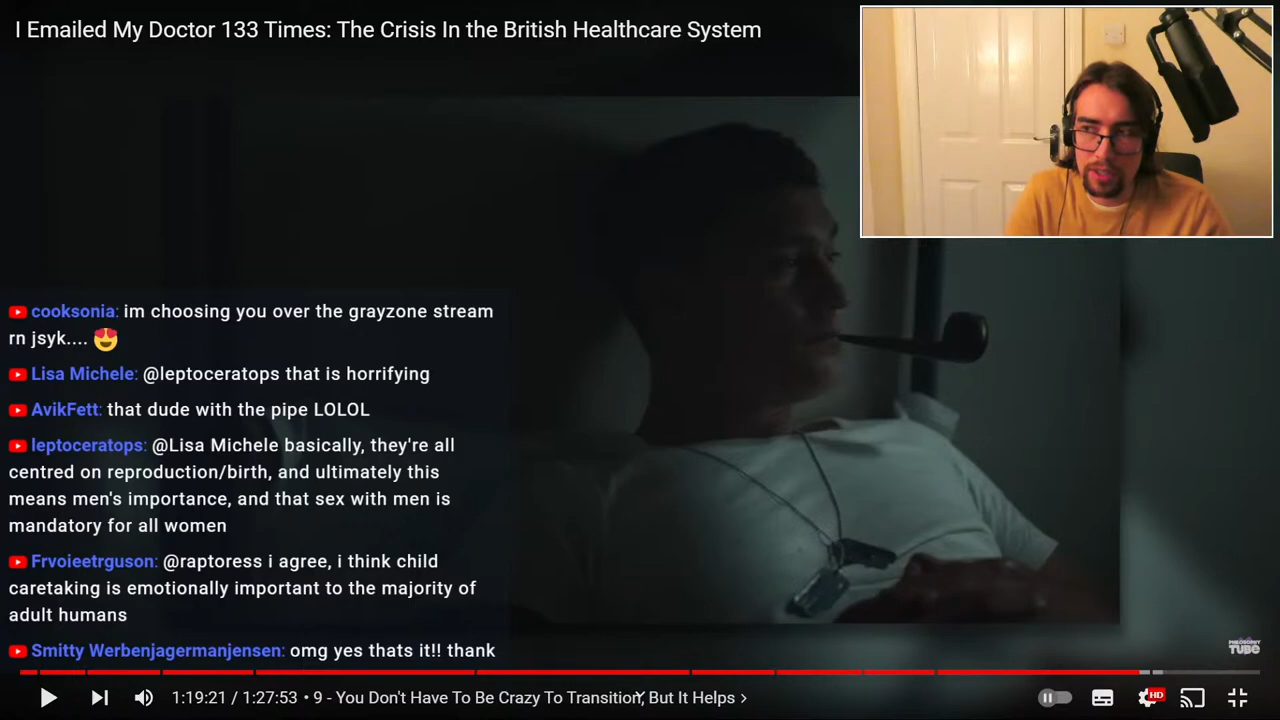 I Emailed My Doctor 133 Times: The Crisis In the British Healthcare System
cooksonia: im choosing you over the grayzone stream
rn jsyk....
Lisa Michele: @leptoceratops that is horrifying
AvikFett: that dude with the pipe LOLOL
leptoceratops: @Lisa Michele basically, they're all
centred on reproduction/birth, and ultimately this
means men's importance, and that sex with men is
mandatory for all women
Frvoieetrguson: @raptoress i agree, i think child
caretaking is emotionally important to the majority of
adult humans
Smitty Werbenjagermanjensen: omg yes thats it!! thank
PHILOSOPHY
TUBE
1:19:21 / 1:27:53 • 9 - You Don't Have To Be Crazy To Transition, But It Helps >
HD